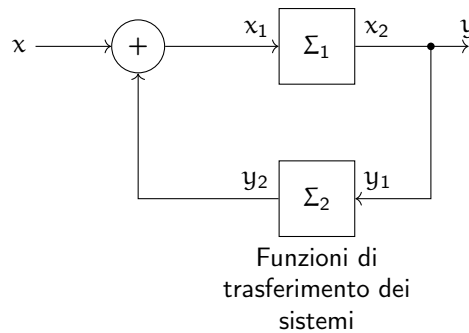 x
+
x₁
Σ₁
x₂
y
y₂
Σ₂
y₁
Funzioni di
trasferimento dei
sistemi